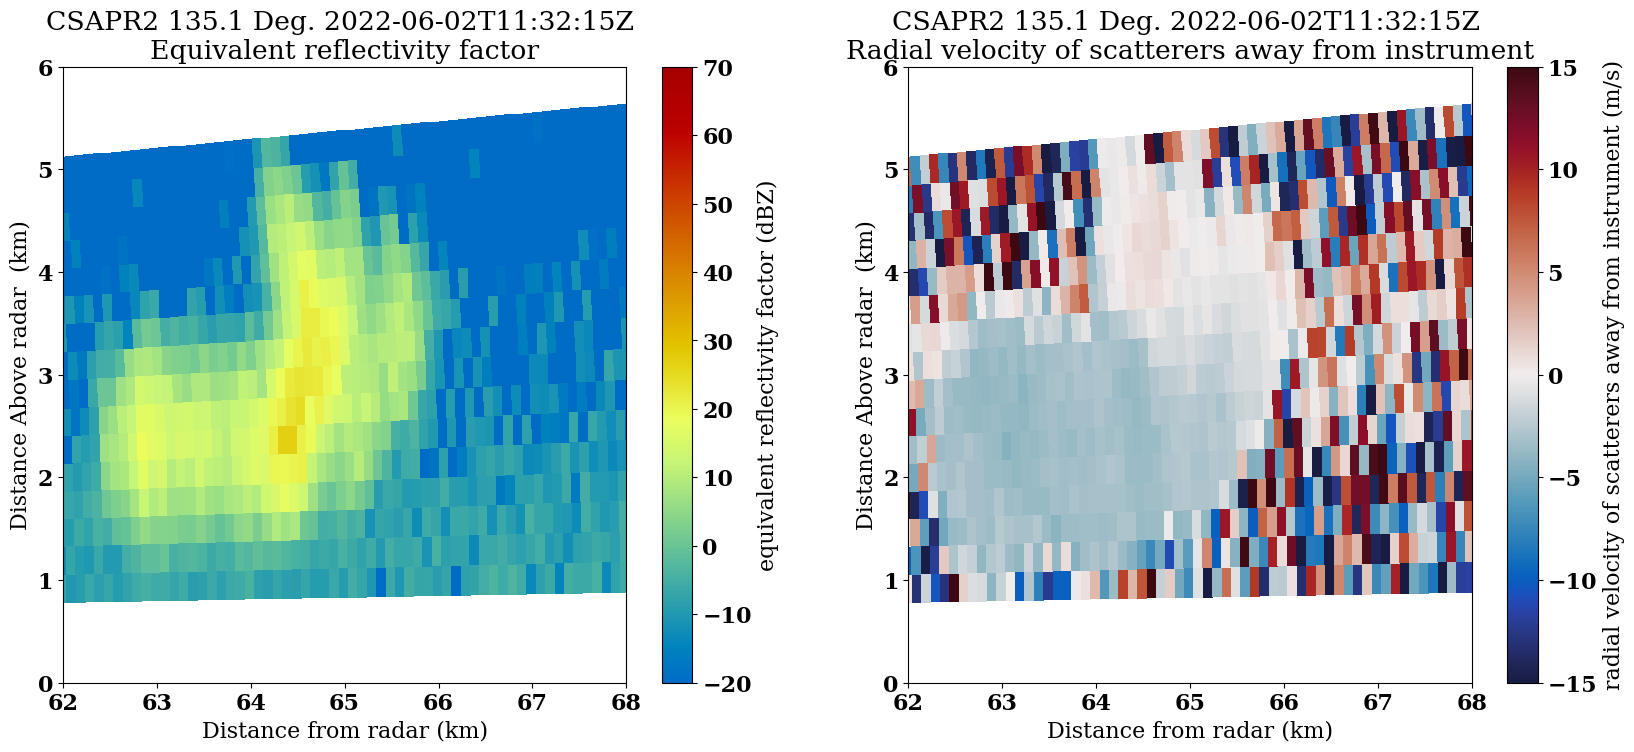 CSAPR2 135.1 Deg. 2022-06-02T11:32:15Z
Equivalent reflectivity factor
6
5
4
3
2
1
0
Distance Above radar  (km)
62 63 64 65 66 67 68
Distance from radar (km)
70
60
50
40
30
20
10
0
−10
−20
equivalent reflectivity factor (dBZ)
CSAPR2 135.1 Deg. 2022-06-02T11:32:15Z
Radial velocity of scatterers away from instrument
6
5
4
3
2
1
0
Distance Above radar  (km)
62 63 64 65 66 67 68
Distance from radar (km)
15
10
5
0
−5
−10
−15
radial velocity of scatterers away from instrument (m/s)